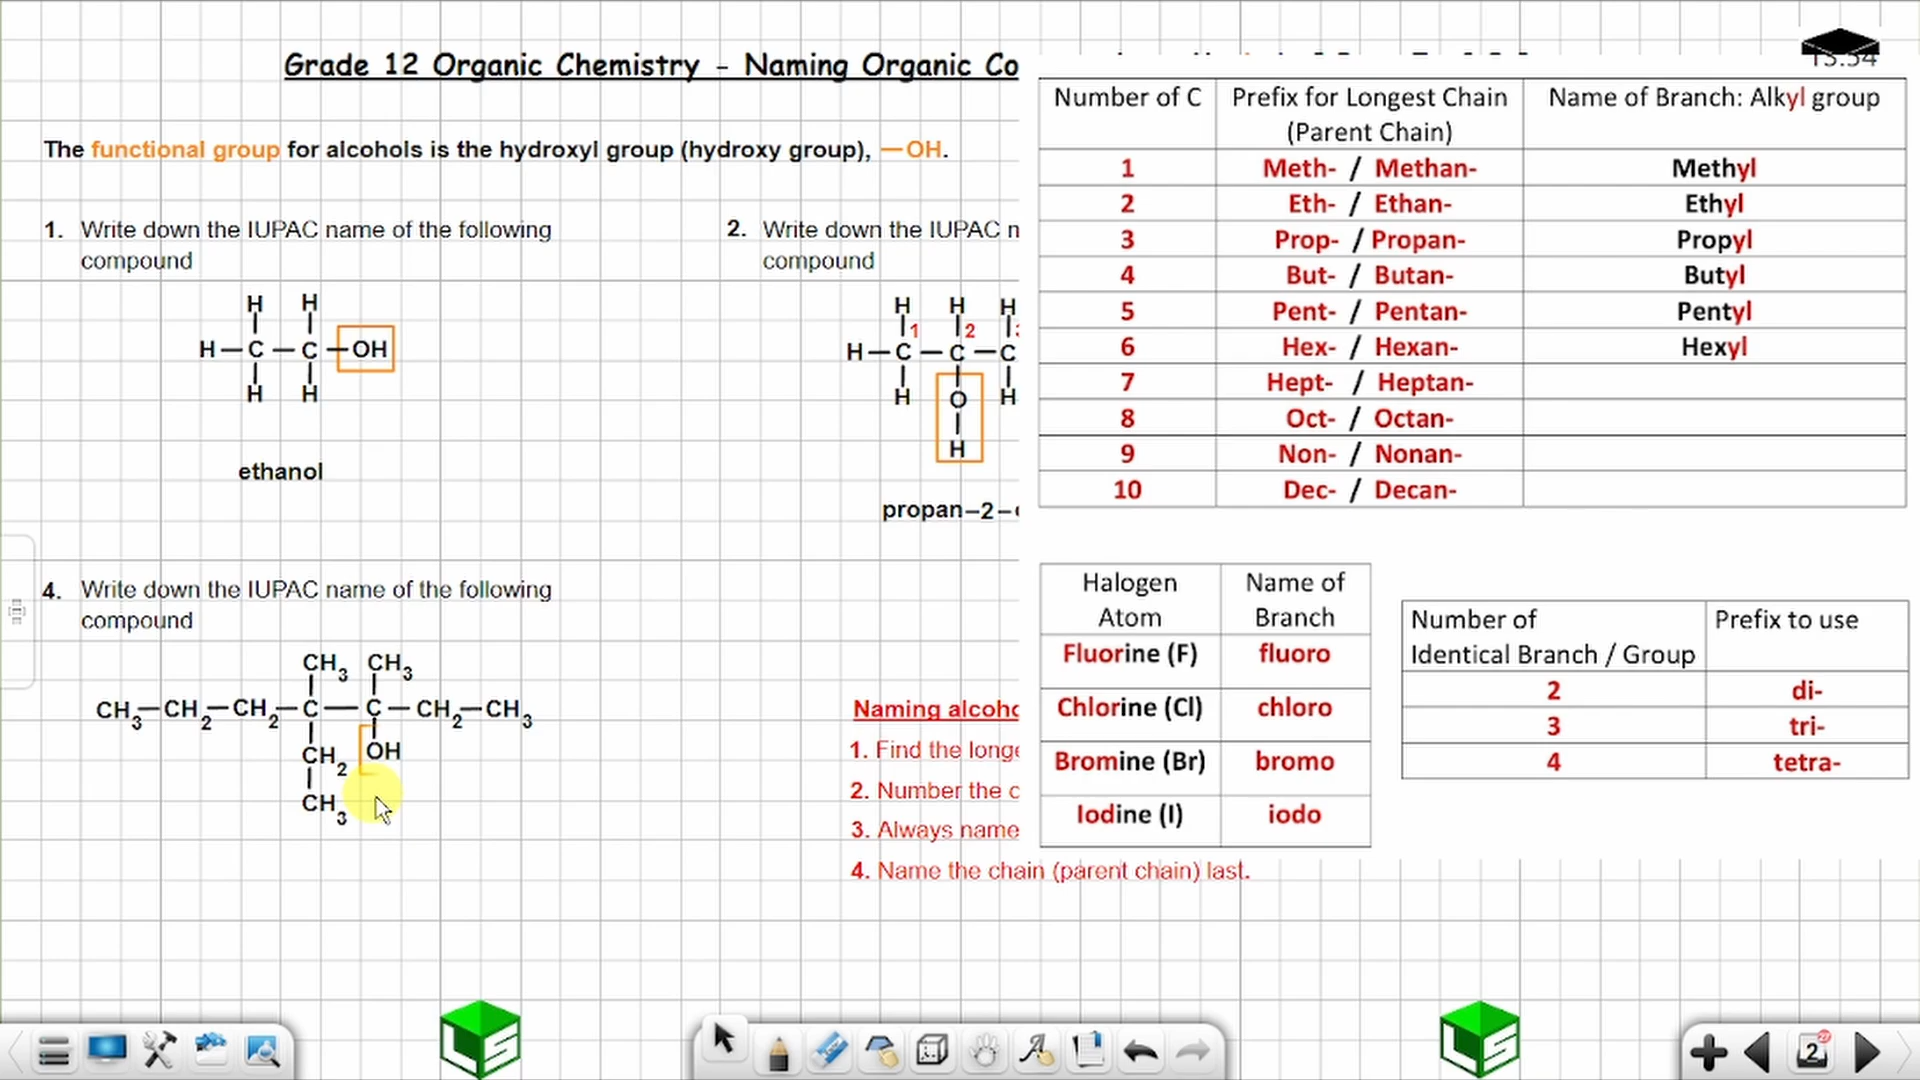 Grade 12 Organic Chemistry – Naming Organic Co
The functional group for alcohols is the hydroxyl group (hydroxy group), —OH.
1. Write down the IUPAC name of the following
compound
H H
H—C—C—OH
H H
ethanol
2. Write down the IUPAC n
compound
H H H
1 2
H—C—C—C
H O H
H
propan–2–
4. Write down the IUPAC name of the following
compound
CH3 CH3
CH3—CH2—CH2—C—C—CH2—CH3
CH2 OH
CH3
Naming alcoho
1. Find the longe
2. Number the c
3. Always name
4. Name the chain (parent chain) last.
13:54
Number of C Prefix for Longest Chain Name of Branch: Alkyl group
(Parent Chain)
1 Meth- / Methan- Methyl
2 Eth- / Ethan- Ethyl
3 Prop- / Propan- Propyl
4 But- / Butan- Butyl
5 Pent- / Pentan- Pentyl
6 Hex- / Hexan- Hexyl
7 Hept- / Heptan-
8 Oct- / Octan-
9 Non- / Nonan-
10 Dec- / Decan-
Halogen Name of
Atom Branch
Fluorine (F) fluoro
Chlorine (Cl) chloro
Bromine (Br) bromo
Iodine (I) iodo
Number of Prefix to use
Identical Branch / Group
2 di-
3 tri-
4 tetra-
LS
LS
2